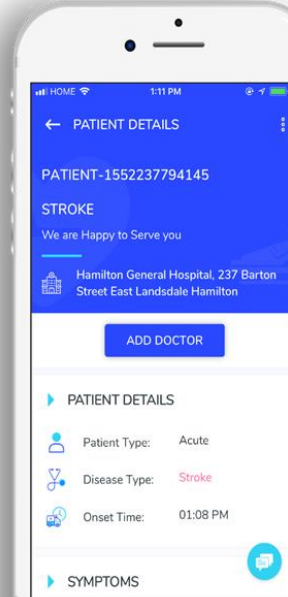 HOME 1:11 PM
PATIENT DETAILS
PATIENT-1552237794145
STROKE
We are Happy to Serve you
Hamilton General Hospital, 237 Barton
Street East Landsdale Hamilton
ADD DOCTOR
PATIENT DETAILS
Patient Type: Acute
Disease Type: Stroke
Onset Time: 01:08 PM
SYMPTOMS